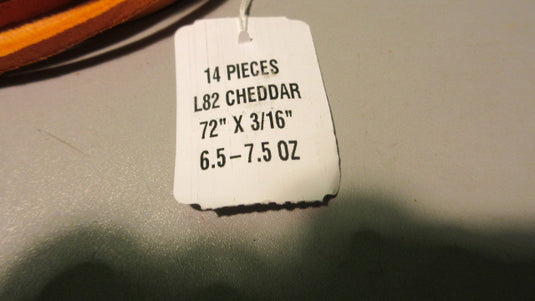 14 PIECES
L82 CHEDDAR
72" X 3/16"
6.5–7.5 OZ